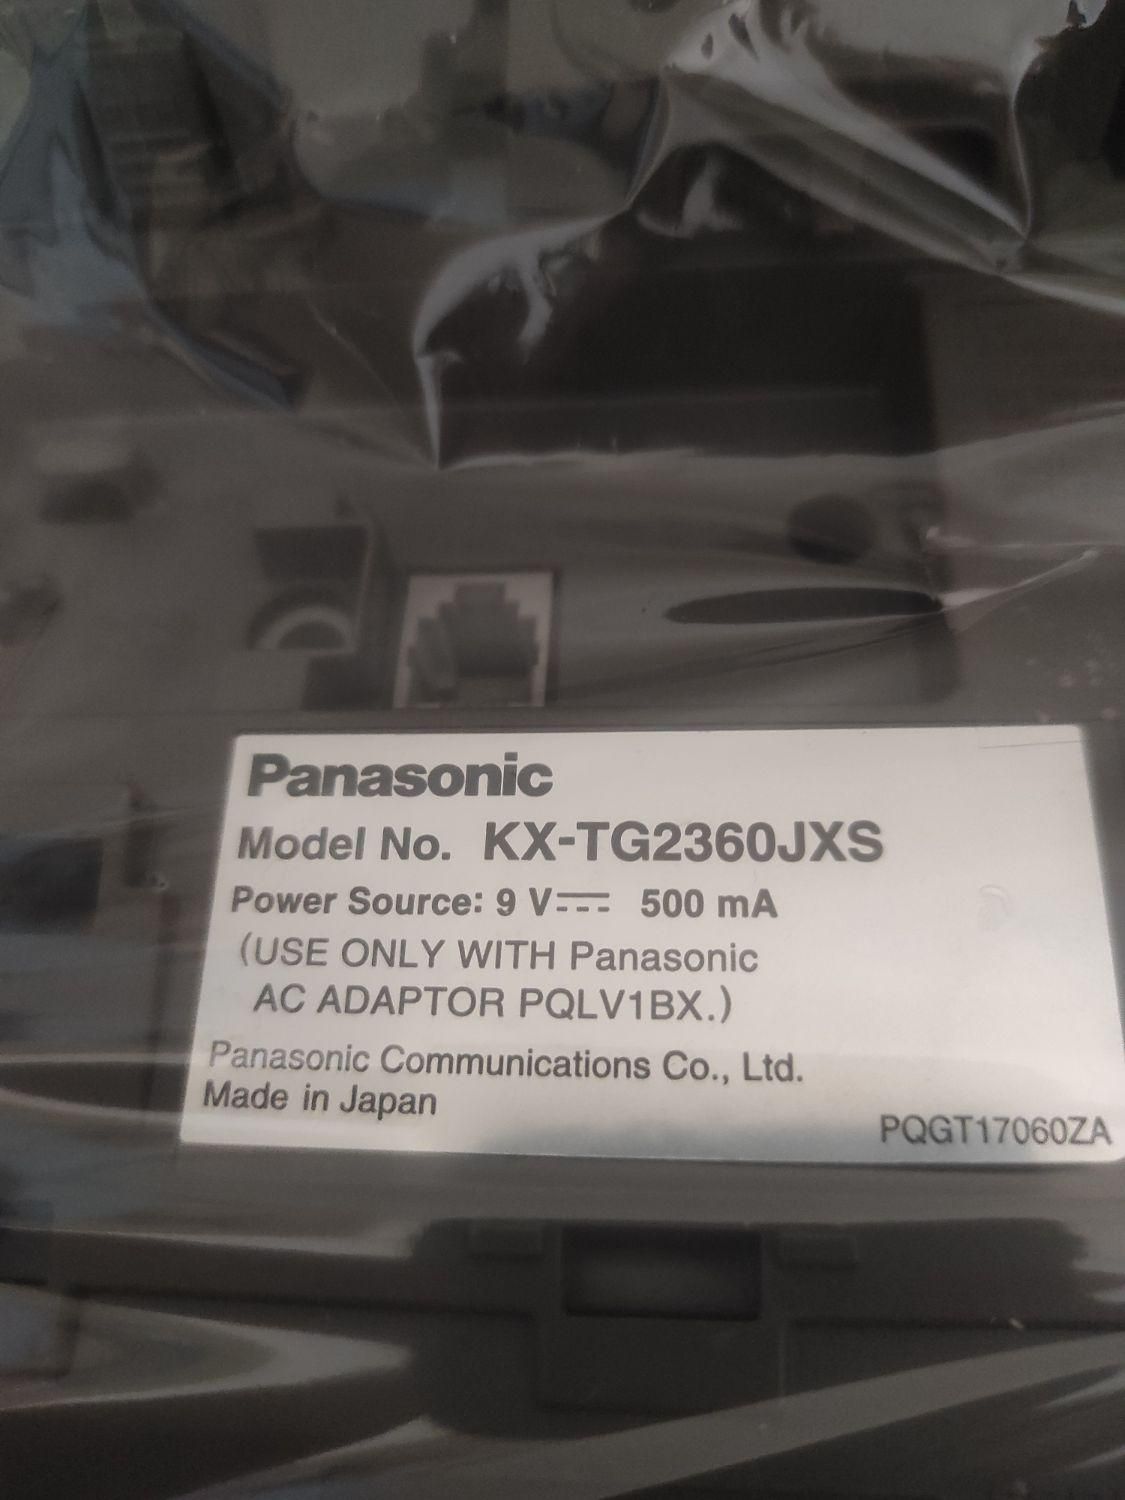 Panasonic
Model No. KX-TG2360JXS
Power Source: 9 V⎓ 500 mA
(USE ONLY WITH Panasonic
AC ADAPTOR PQLV1BX.)
Panasonic Communications Co., Ltd.
Made in Japan
PQGT17060ZA